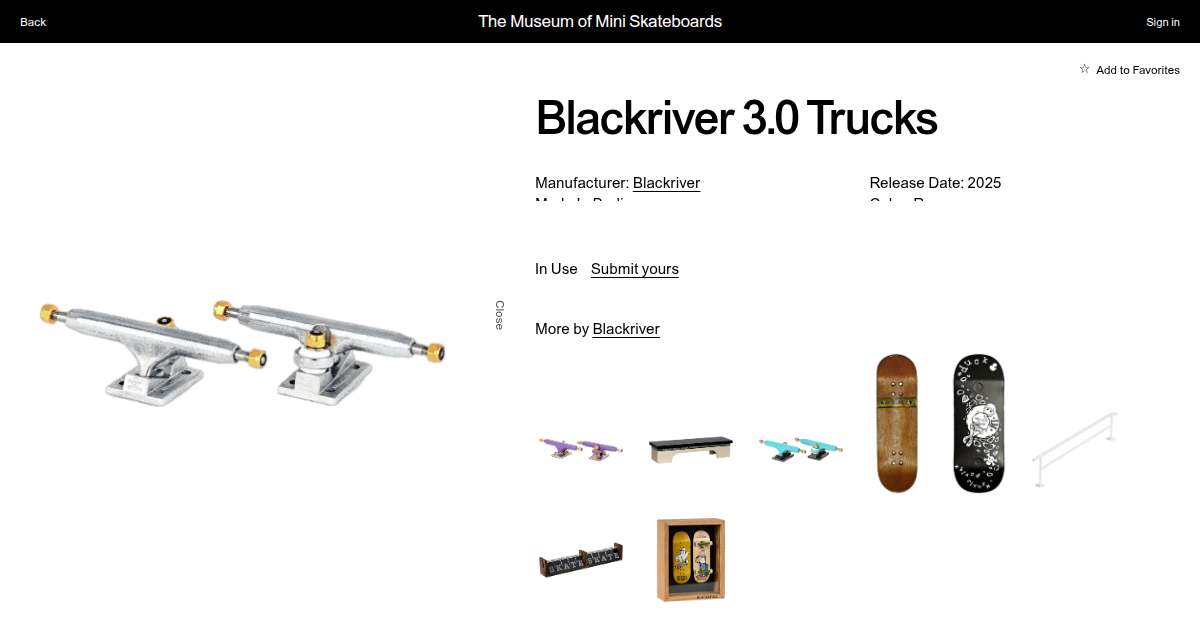 Back
The Museum of Mini Skateboards
Sign in
☆ Add to Favorites
Blackriver 3.0 Trucks
Manufacturer: Blackriver
Release Date: 2025
In Use Submit yours
Close
More by Blackriver